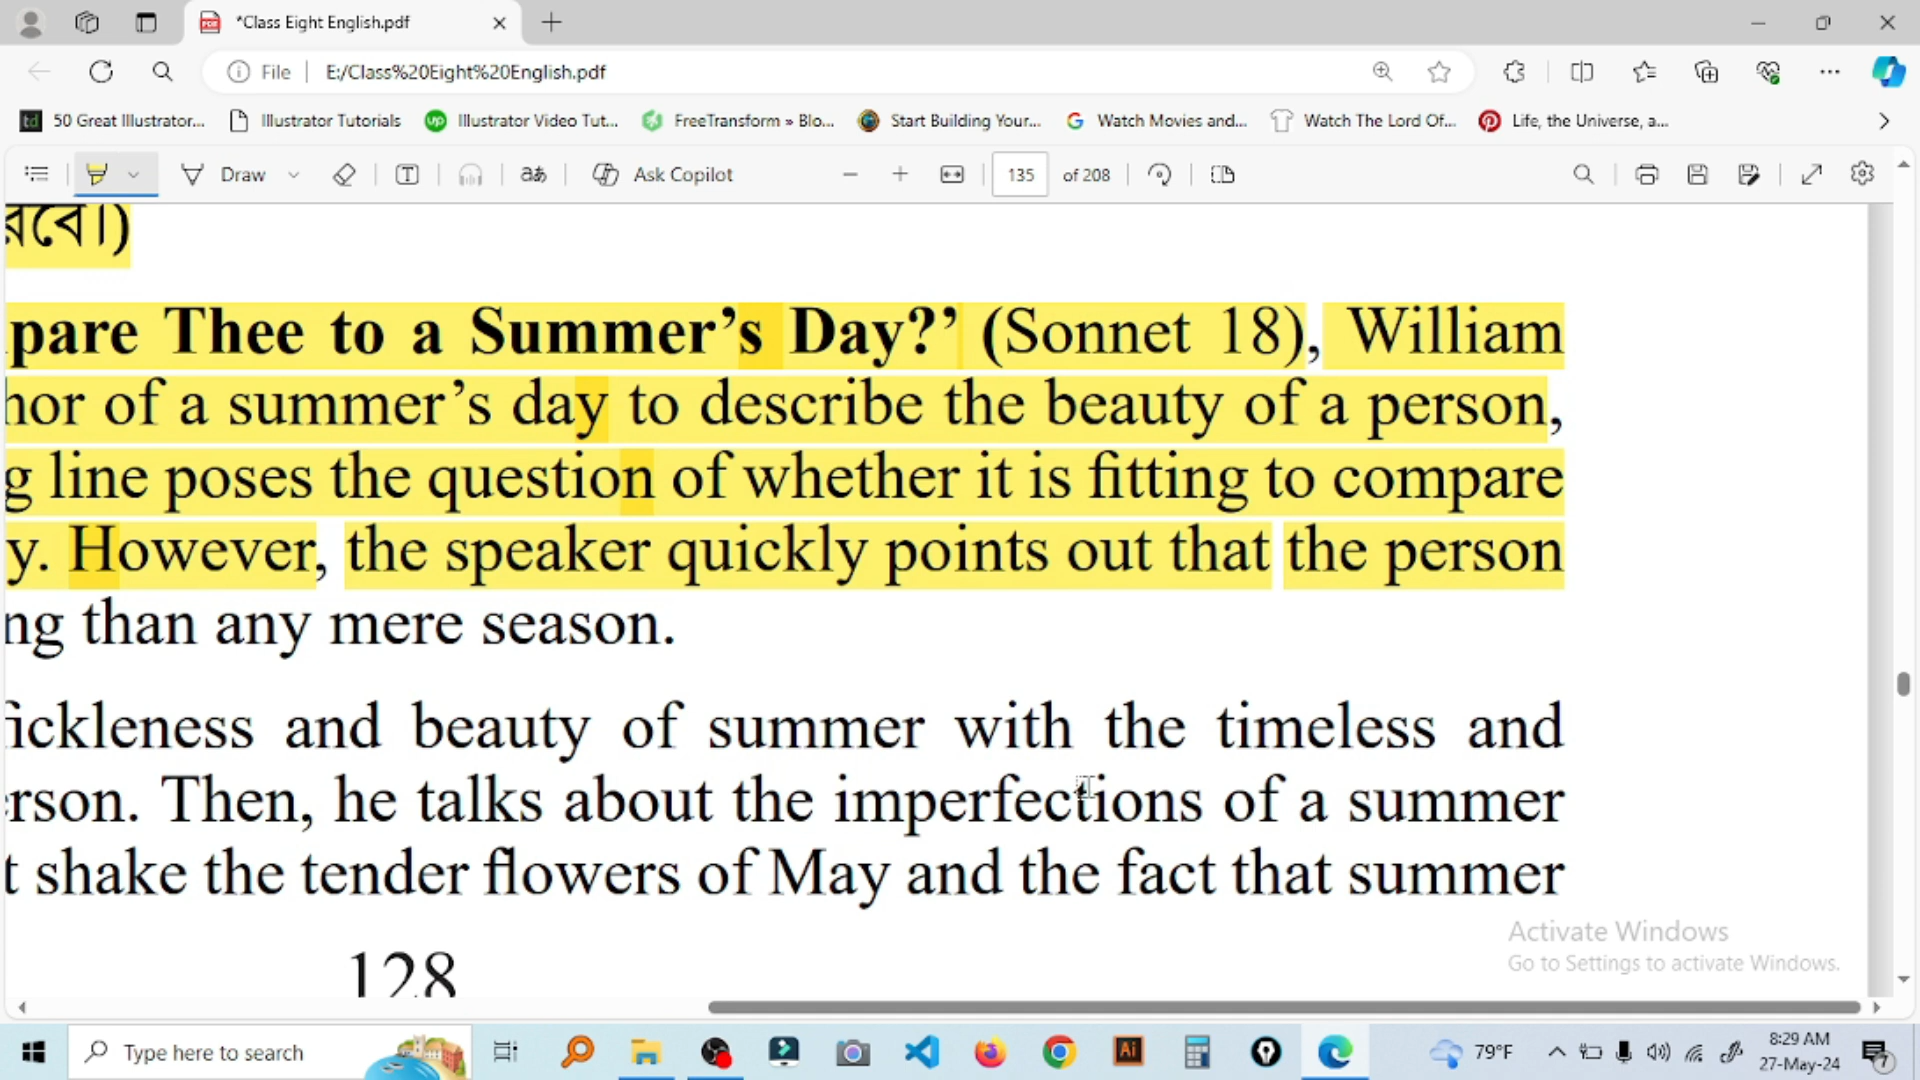 *Class Eight English.pdf
File
E:/Class%20Eight%20English.pdf
50 Great Illustrator...
Illustrator Tutorials
up
Illustrator Video Tut...
FreeTransform » Blo...
Start Building Your...
Watch Movies and...
Watch The Lord Of...
Life, the Universe, a...
Draw
Ask Copilot
135
of 208
রবে।)
pare Thee to a Summer’s Day?’ (Sonnet 18), William
hor of a summer’s day to describe the beauty of a person,
g line poses the question of whether it is fitting to compare
y. However, the speaker quickly points out that the person
ng than any mere season.
fickleness and beauty of summer with the timeless and
erson. Then, he talks about the imperfections of a summer
t shake the tender flowers of May and the fact that summer
128
Activate Windows
Go to Settings to activate Windows.
Type here to search
Ai
79°F
8:29 AM
27-May-24
7